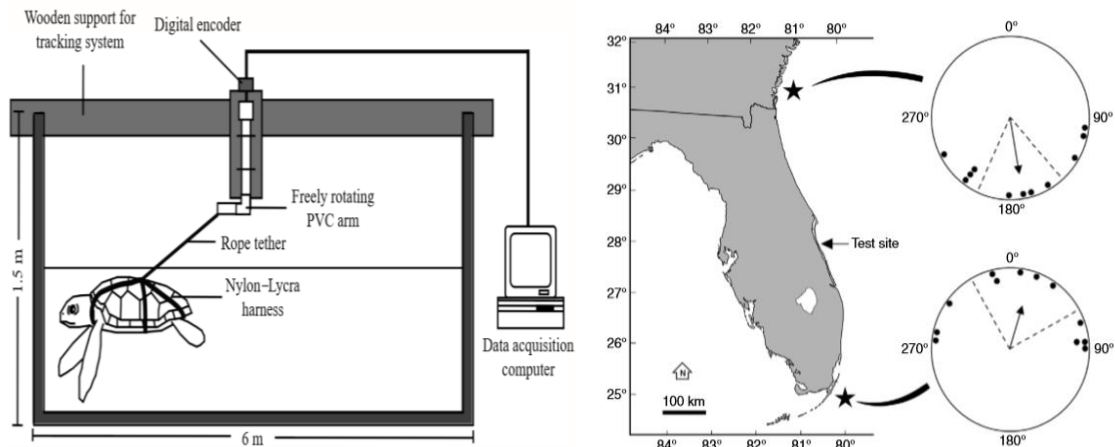 Wooden support for
tracking system
Digital encoder
Freely rotating
PVC arm
Rope tether
Nylon–Lycra
harness
1.5 m
6 m
Data acquisition
computer
84° 83° 82° 81° 80°
32°
31°
30°
29°
28°
27°
26°
25°
84° 83° 82° 81° 80°
Test site
N
100 km
0°
270° 90°
180°
0°
270° 90°
180°